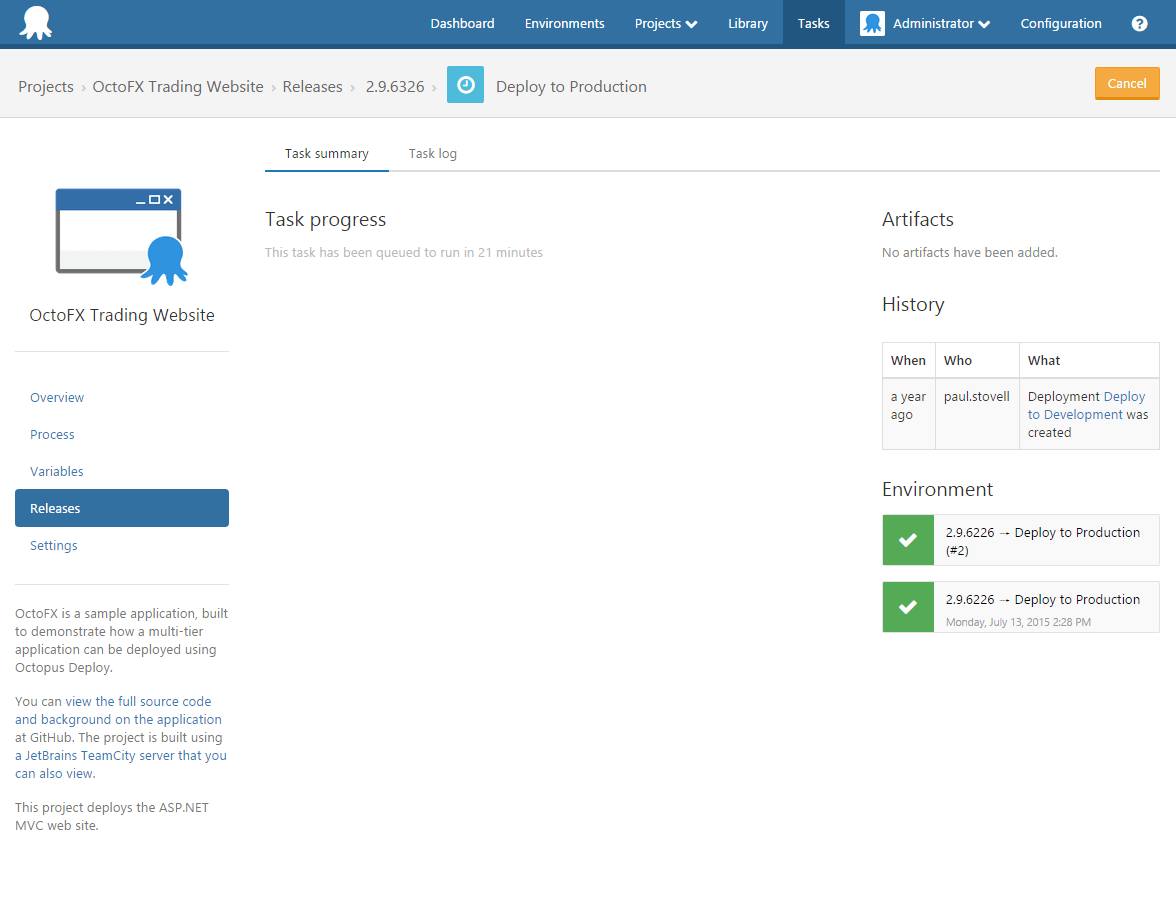 Dashboard Environments Projects Library Tasks Administrator Configuration ?
Projects › OctoFX Trading Website › Releases › 2.9.6326 › Deploy to Production
Cancel
Task summary Task log
OctoFX Trading Website
Overview
Process
Variables
Releases
Settings
OctoFX is a sample application, built
to demonstrate how a multi-tier
application can be deployed using
Octopus Deploy.
You can view the full source code
and background on the application
at GitHub. The project is built using
a JetBrains TeamCity server that you
can also view.
This project deploys the ASP.NET
MVC web site.
Task progress
This task has been queued to run in 21 minutes
Artifacts
No artifacts have been added.
History
When Who What
a year paul.stovell Deployment Deploy
ago to Development was
created
Environment
2.9.6226 → Deploy to Production
(#2)
2.9.6226 → Deploy to Production
Monday, July 13, 2015 2:28 PM